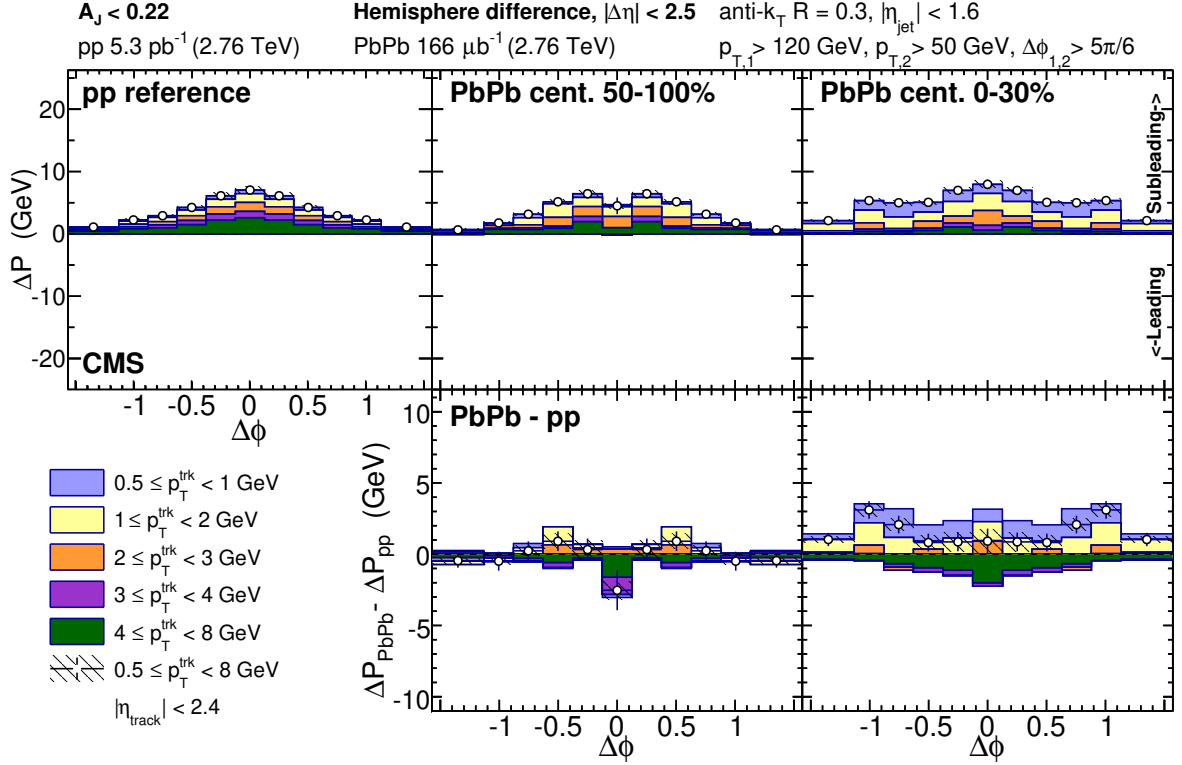 A_J < 0.22 Hemisphere difference, |Δη| < 2.5 anti-k_T R = 0.3, |η_jet| < 1.6
pp 5.3 pb⁻¹ (2.76 TeV) PbPb 166 μb⁻¹ (2.76 TeV) p_T,1 > 120 GeV, p_T,2 > 50 GeV, Δϕ_1,2 > 5π/6
pp reference
PbPb cent. 50-100%
PbPb cent. 0-30%
20
10
0
-10
-20
ΔP (GeV)
CMS
Subleading->
<-Leading
-1 -0.5 0 0.5 1
Δϕ
PbPb - pp
10
5
0
-5
-10
ΔP_PbPb - ΔP_pp (GeV)
-1 -0.5 0 0.5 1
Δϕ
-1 -0.5 0 0.5 1
Δϕ
0.5 ≤ p_T^trk < 1 GeV
1 ≤ p_T^trk < 2 GeV
2 ≤ p_T^trk < 3 GeV
3 ≤ p_T^trk < 4 GeV
4 ≤ p_T^trk < 8 GeV
0.5 ≤ p_T^trk < 8 GeV
|η_track| < 2.4